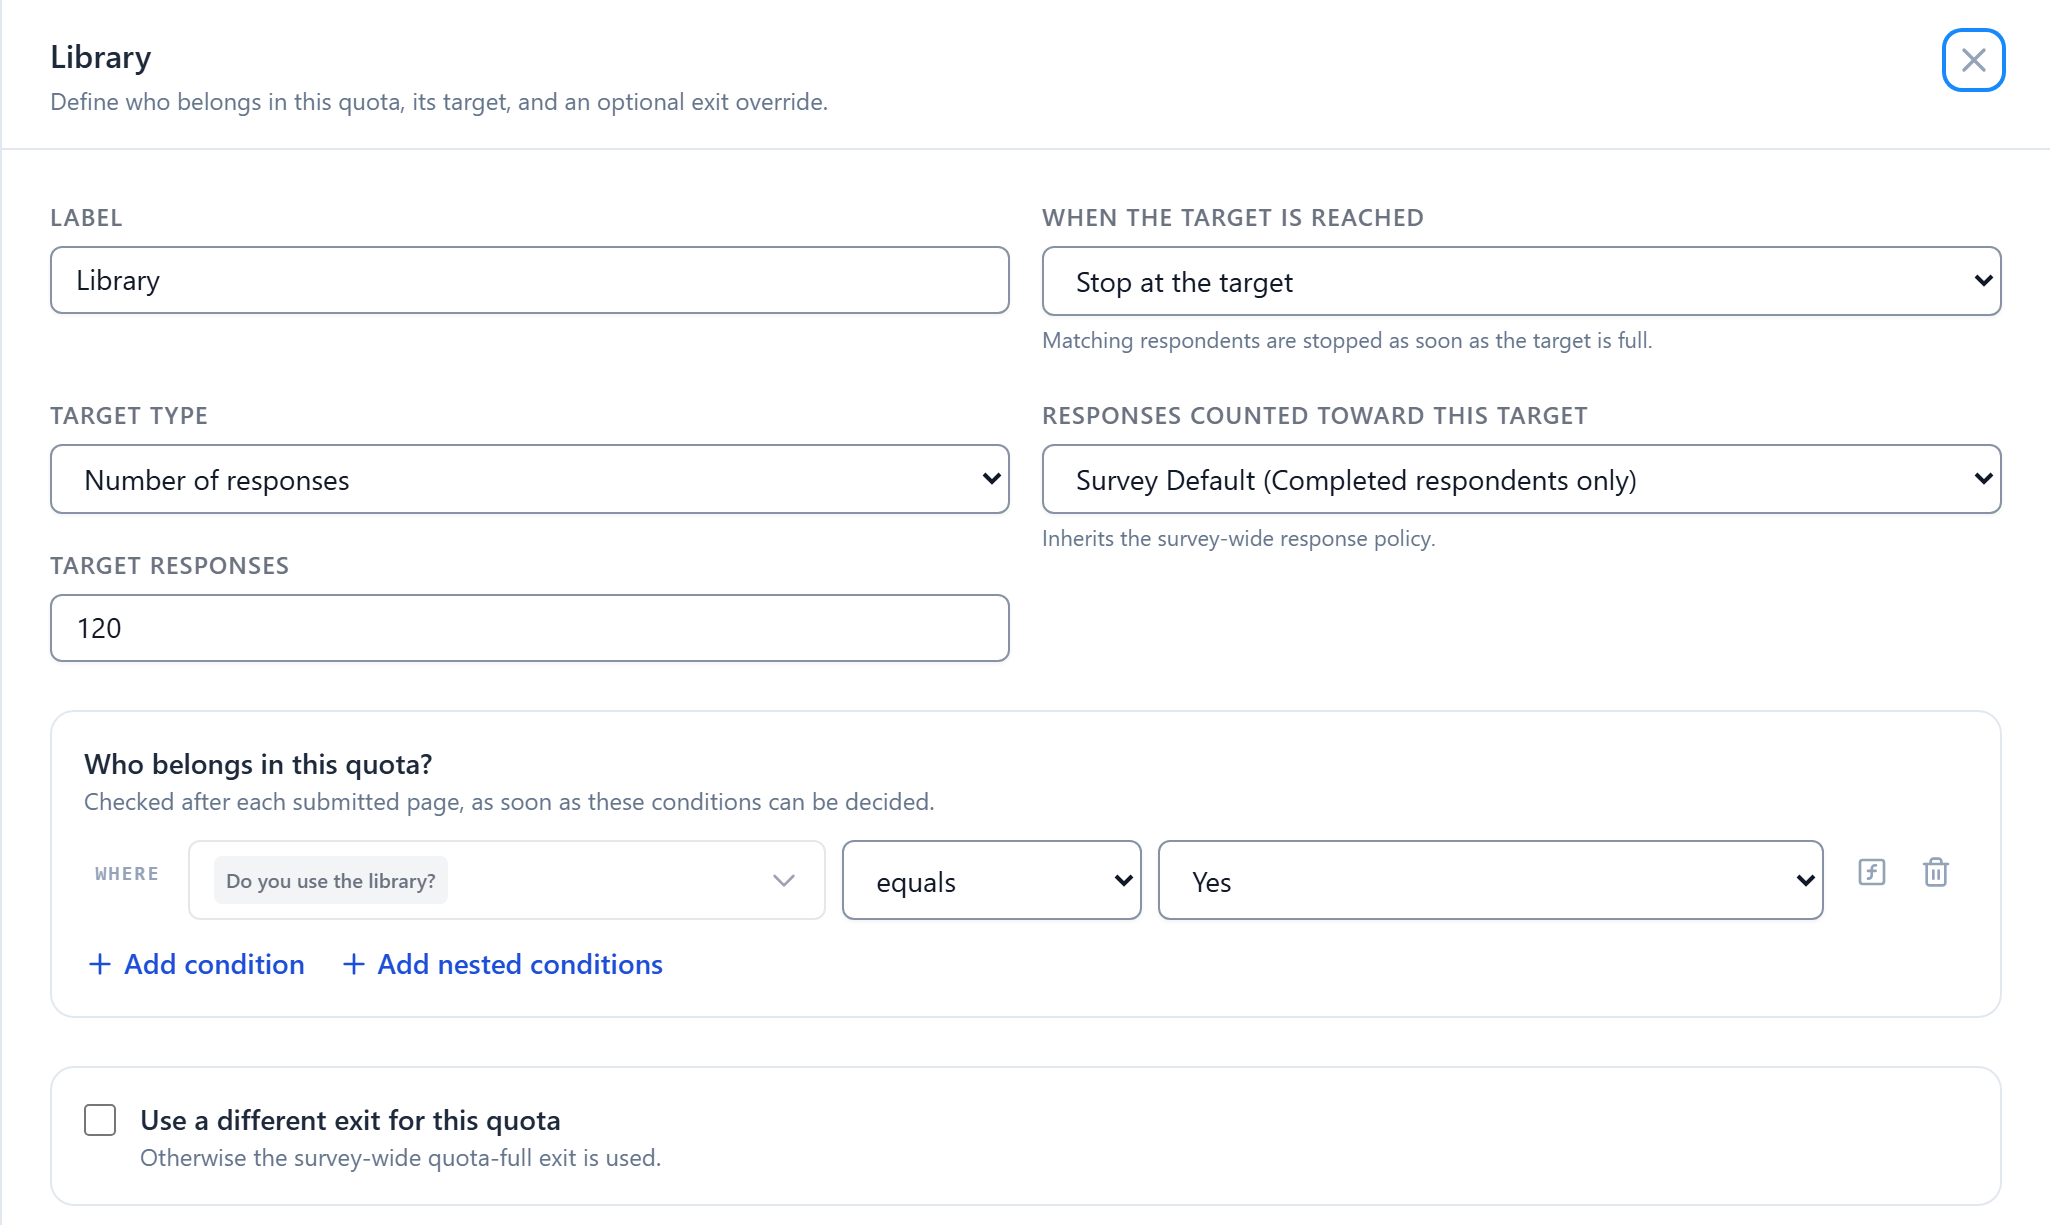 Library
Define who belongs in this quota, its target, and an optional exit override.
LABEL
Library
WHEN THE TARGET IS REACHED
Stop at the target
Matching respondents are stopped as soon as the target is full.
TARGET TYPE
Number of responses
RESPONSES COUNTED TOWARD THIS TARGET
Survey Default (Completed respondents only)
Inherits the survey-wide response policy.
TARGET RESPONSES
120
Who belongs in this quota?
Checked after each submitted page, as soon as these conditions can be decided.
WHERE Do you use the library? equals Yes
+ Add condition + Add nested conditions
Use a different exit for this quota
Otherwise the survey-wide quota-full exit is used.